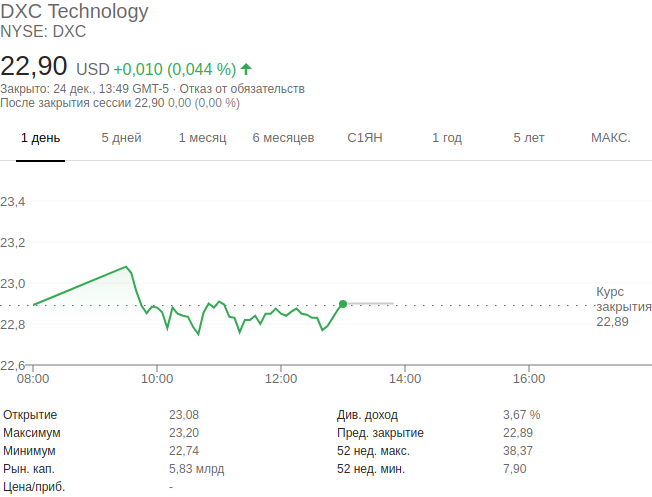 DXC Technology
NYSE: DXC
22,90 USD +0,010 (0,044 %)
Закрыто: 24 дек., 13:49 GMT-5 · Отказ от обязательств
После закрытия сессии 22,90 0,00 (0,00 %)
1 день 5 дней 1 месяц 6 месяцев С1ЯН 1 год 5 лет МАКС.
23,4
23,2
23,0
Курс
закрытия
22,89
22,8
22,6
08:00 10:00 12:00 14:00 16:00
Открытие 23,08 Див. доход 3,67 %
Максимум 23,20 Пред. закрытие 22,89
Минимум 22,74 52 нед. макс. 38,37
Рын. кап. 5,83 млрд 52 нед. мин. 7,90
Цена/приб. -